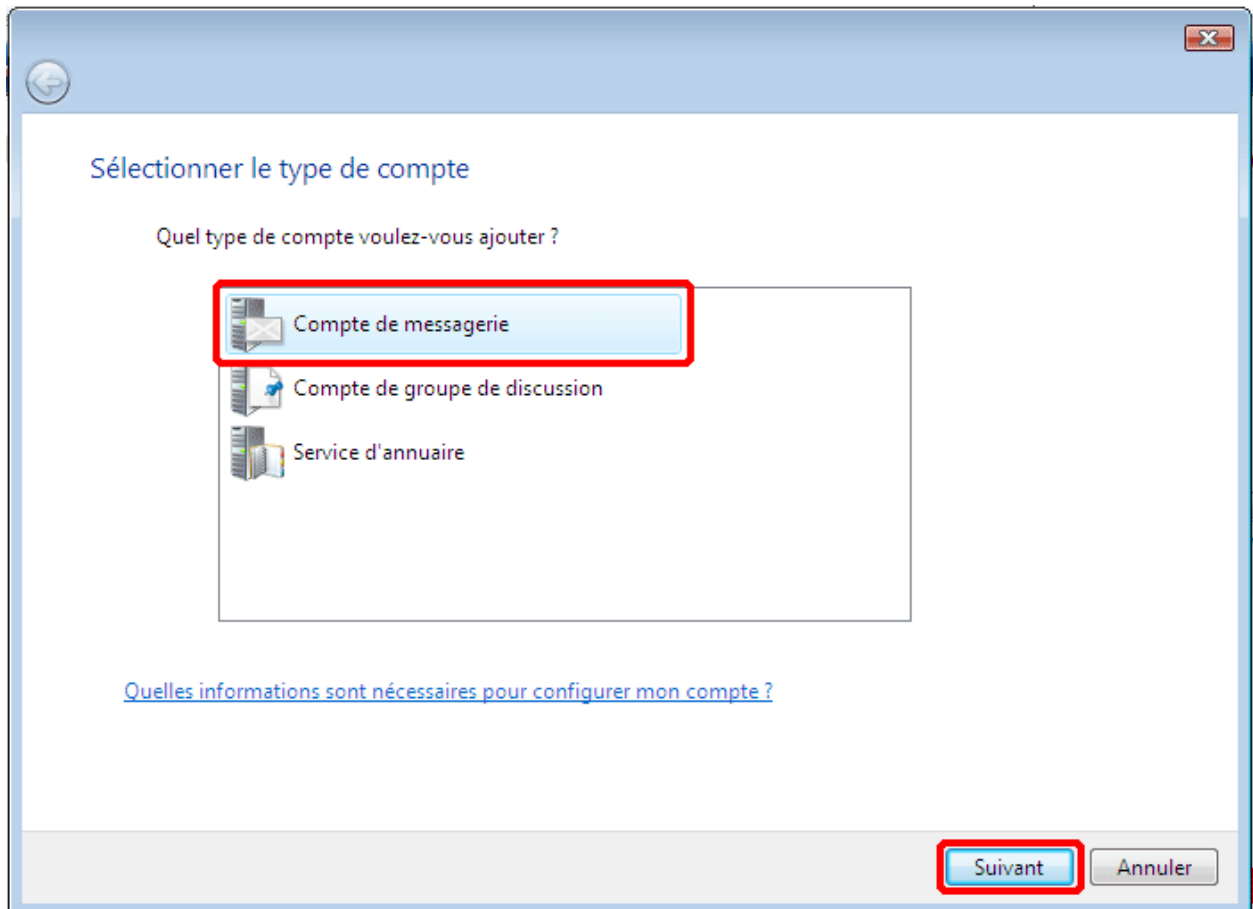 Sélectionner le type de compte
Quel type de compte voulez-vous ajouter ?
Compte de messagerie
Compte de groupe de discussion
Service d'annuaire
Quelles informations sont nécessaires pour configurer mon compte ?
Suivant
Annuler